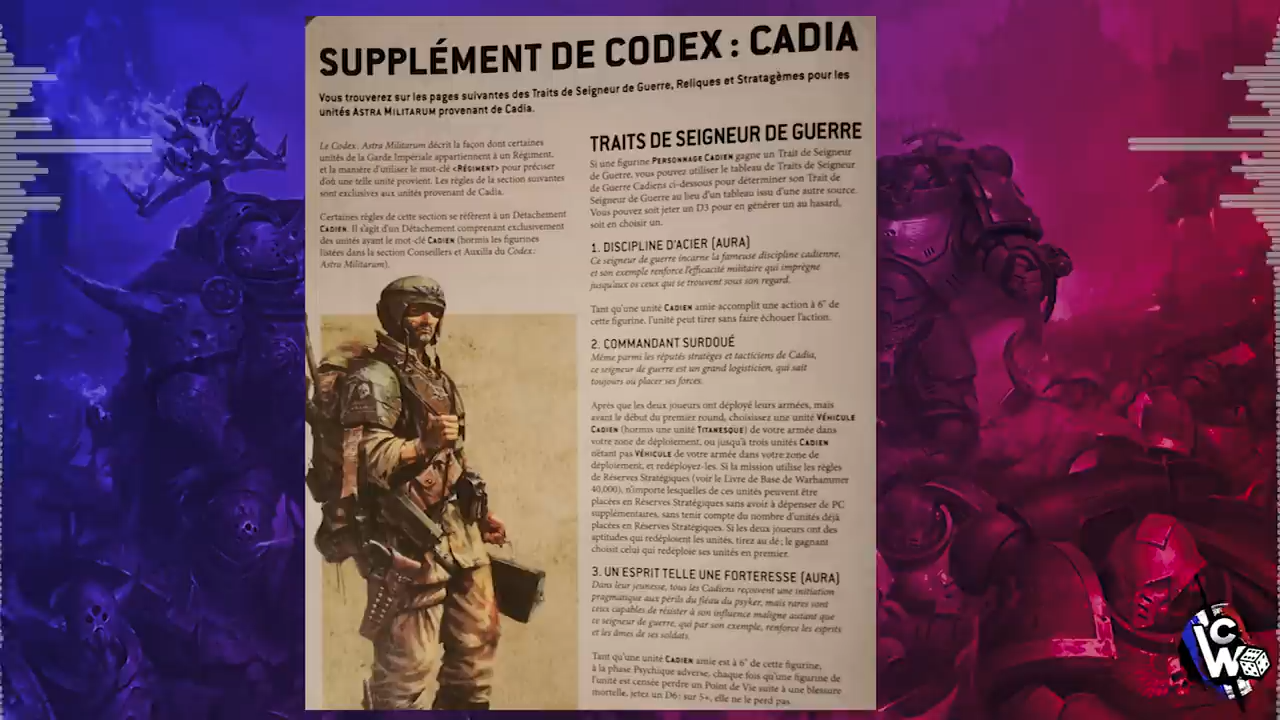 SUPPLÉMENT DE CODEX : CADIA
Vous trouverez sur les pages suivantes des Traits de Seigneur de Guerre, Reliques et Stratagèmes pour les
unités ASTRA MILITARUM provenant de Cadia.
Le Codex: Astra Militarum décrit la façon dont certaines
unités de la Garde Impériale appartiennent à un Régiment,
et la manière d'utiliser le mot-clé <RÉGIMENT> pour préciser
d'où une telle unité provient. Les règles de la section suivantes
sont exclusives aux unités provenant de Cadia.
Certaines règles de cette section se réfèrent à un Détachement
CADIEN. Il s'agit d'un Détachement comprenant exclusivement
des unités ayant le mot-clé CADIEN (hormis les figurines
listées dans la section Conseillers et Auxilla du Codex:
Astra Militarum).
TRAITS DE SEIGNEUR DE GUERRE
Si une figurine PERSONNAGE CADIEN gagne un Trait de Seigneur
de Guerre, vous pouvez utiliser le tableau de Traits de Seigneur
de Guerre Cadiens ci-dessous pour déterminer son Trait de
Seigneur de Guerre au lieu d'un tableau issu d'une autre source.
Vous pouvez soit jeter un D3 pour en générer un au hasard,
soit en choisir un.
1. DISCIPLINE D'ACIER (AURA)
Ce seigneur de guerre incarne la fameuse discipline cadienne,
et son exemple renforce l'efficacité militaire qui imprègne
jusqu'aux os ceux qui se trouvent sous son regard.
Tant qu'une unité CADIEN amie accomplit une action à 6" de
cette figurine, l'unité peut tirer sans faire échouer l'action.
2. COMMANDANT SURDOUÉ
Même parmi les réputés stratèges et tacticiens de Cadia,
ce seigneur de guerre est un grand logisticien, qui sait
toujours où placer ses forces.
Après que les deux joueurs ont déployé leurs armées, mais
avant le début du premier round, choisissez une unité VÉHICULE
CADIEN (hormis une unité TITANESQUE) de votre armée dans
votre zone de déploiement, ou jusqu'à trois unités CADIEN
n'étant pas VÉHICULE de votre armée dans votre zone de
déploiement, et redéployez-les. Si la mission utilise les règles
de Réserves Stratégiques (voir le Livre de Base de Warhammer
40,000), n'importe lesquelles de ces unités peuvent être
placées en Réserves Stratégiques sans avoir à dépenser de PC
supplémentaires, sans tenir compte du nombre d'unités déjà
placées en Réserves Stratégiques. Si les deux joueurs ont des
aptitudes qui redéploient les unités, tirez au dé; le gagnant
choisit celui qui redéploie ses unités en premier.
3. UN ESPRIT TELLE UNE FORTERESSE (AURA)
Dans leur jeunesse, tous les Cadiens reçoivent une initiation
pragmatique aux périls du fléau du psyker, mais rares sont
ceux capables de résister à son influence maligne autant que
ce seigneur de guerre, qui par son exemple, renforce les esprits
et les âmes de ses soldats.
Tant qu'une unité CADIEN amie est à 6" de cette figurine,
à la phase Psychique adverse, chaque fois qu'une figurine de
l'unité est censée perdre un Point de Vie suite à une blessure
mortelle, jetez un D6: sur 5+, elle ne le perd pas.
CW